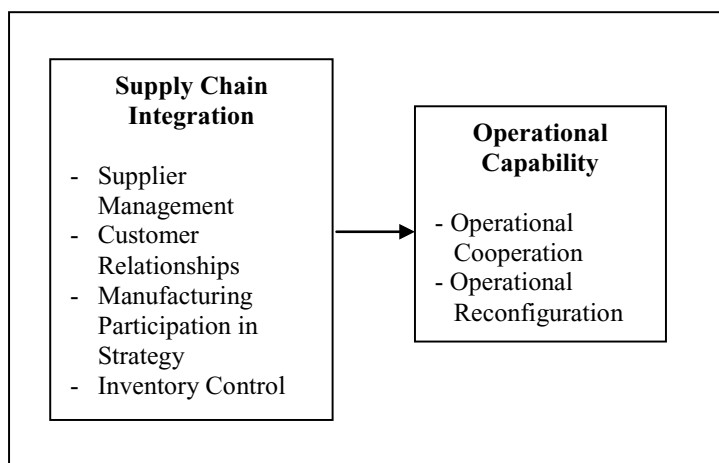 Supply Chain
Integration
- Supplier
Management
- Customer
Relationships
- Manufacturing
Participation in
Strategy
- Inventory Control
Operational
Capability
- Operational
Cooperation
- Operational
Reconfiguration